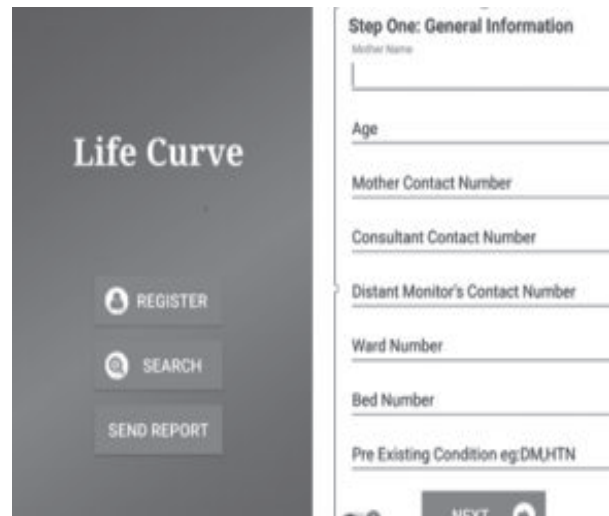 Life Curve
REGISTER
SEARCH
SEND REPORT
Step One: General Information
Mother Name
Age
Mother Contact Number
Consultant Contact Number
Distant Monitor's Contact Number
Ward Number
Bed Number
Pre Existing Condition eg:DM,HTN
NEXT